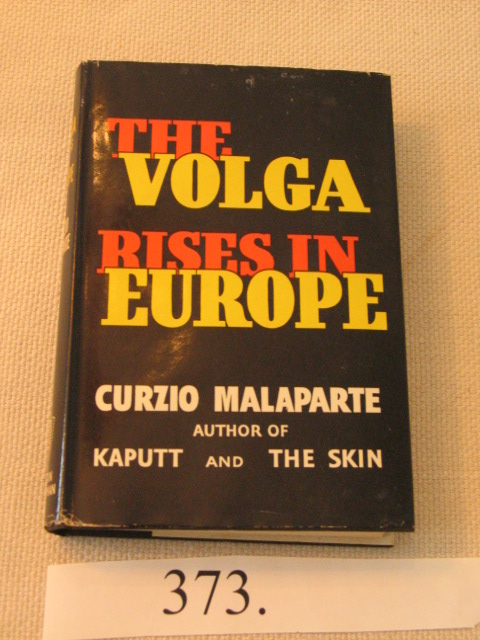 THE
VOLGA
RISES IN
EUROPE
CURZIO MALAPARTE
AUTHOR OF
KAPUTT AND THE SKIN
373.